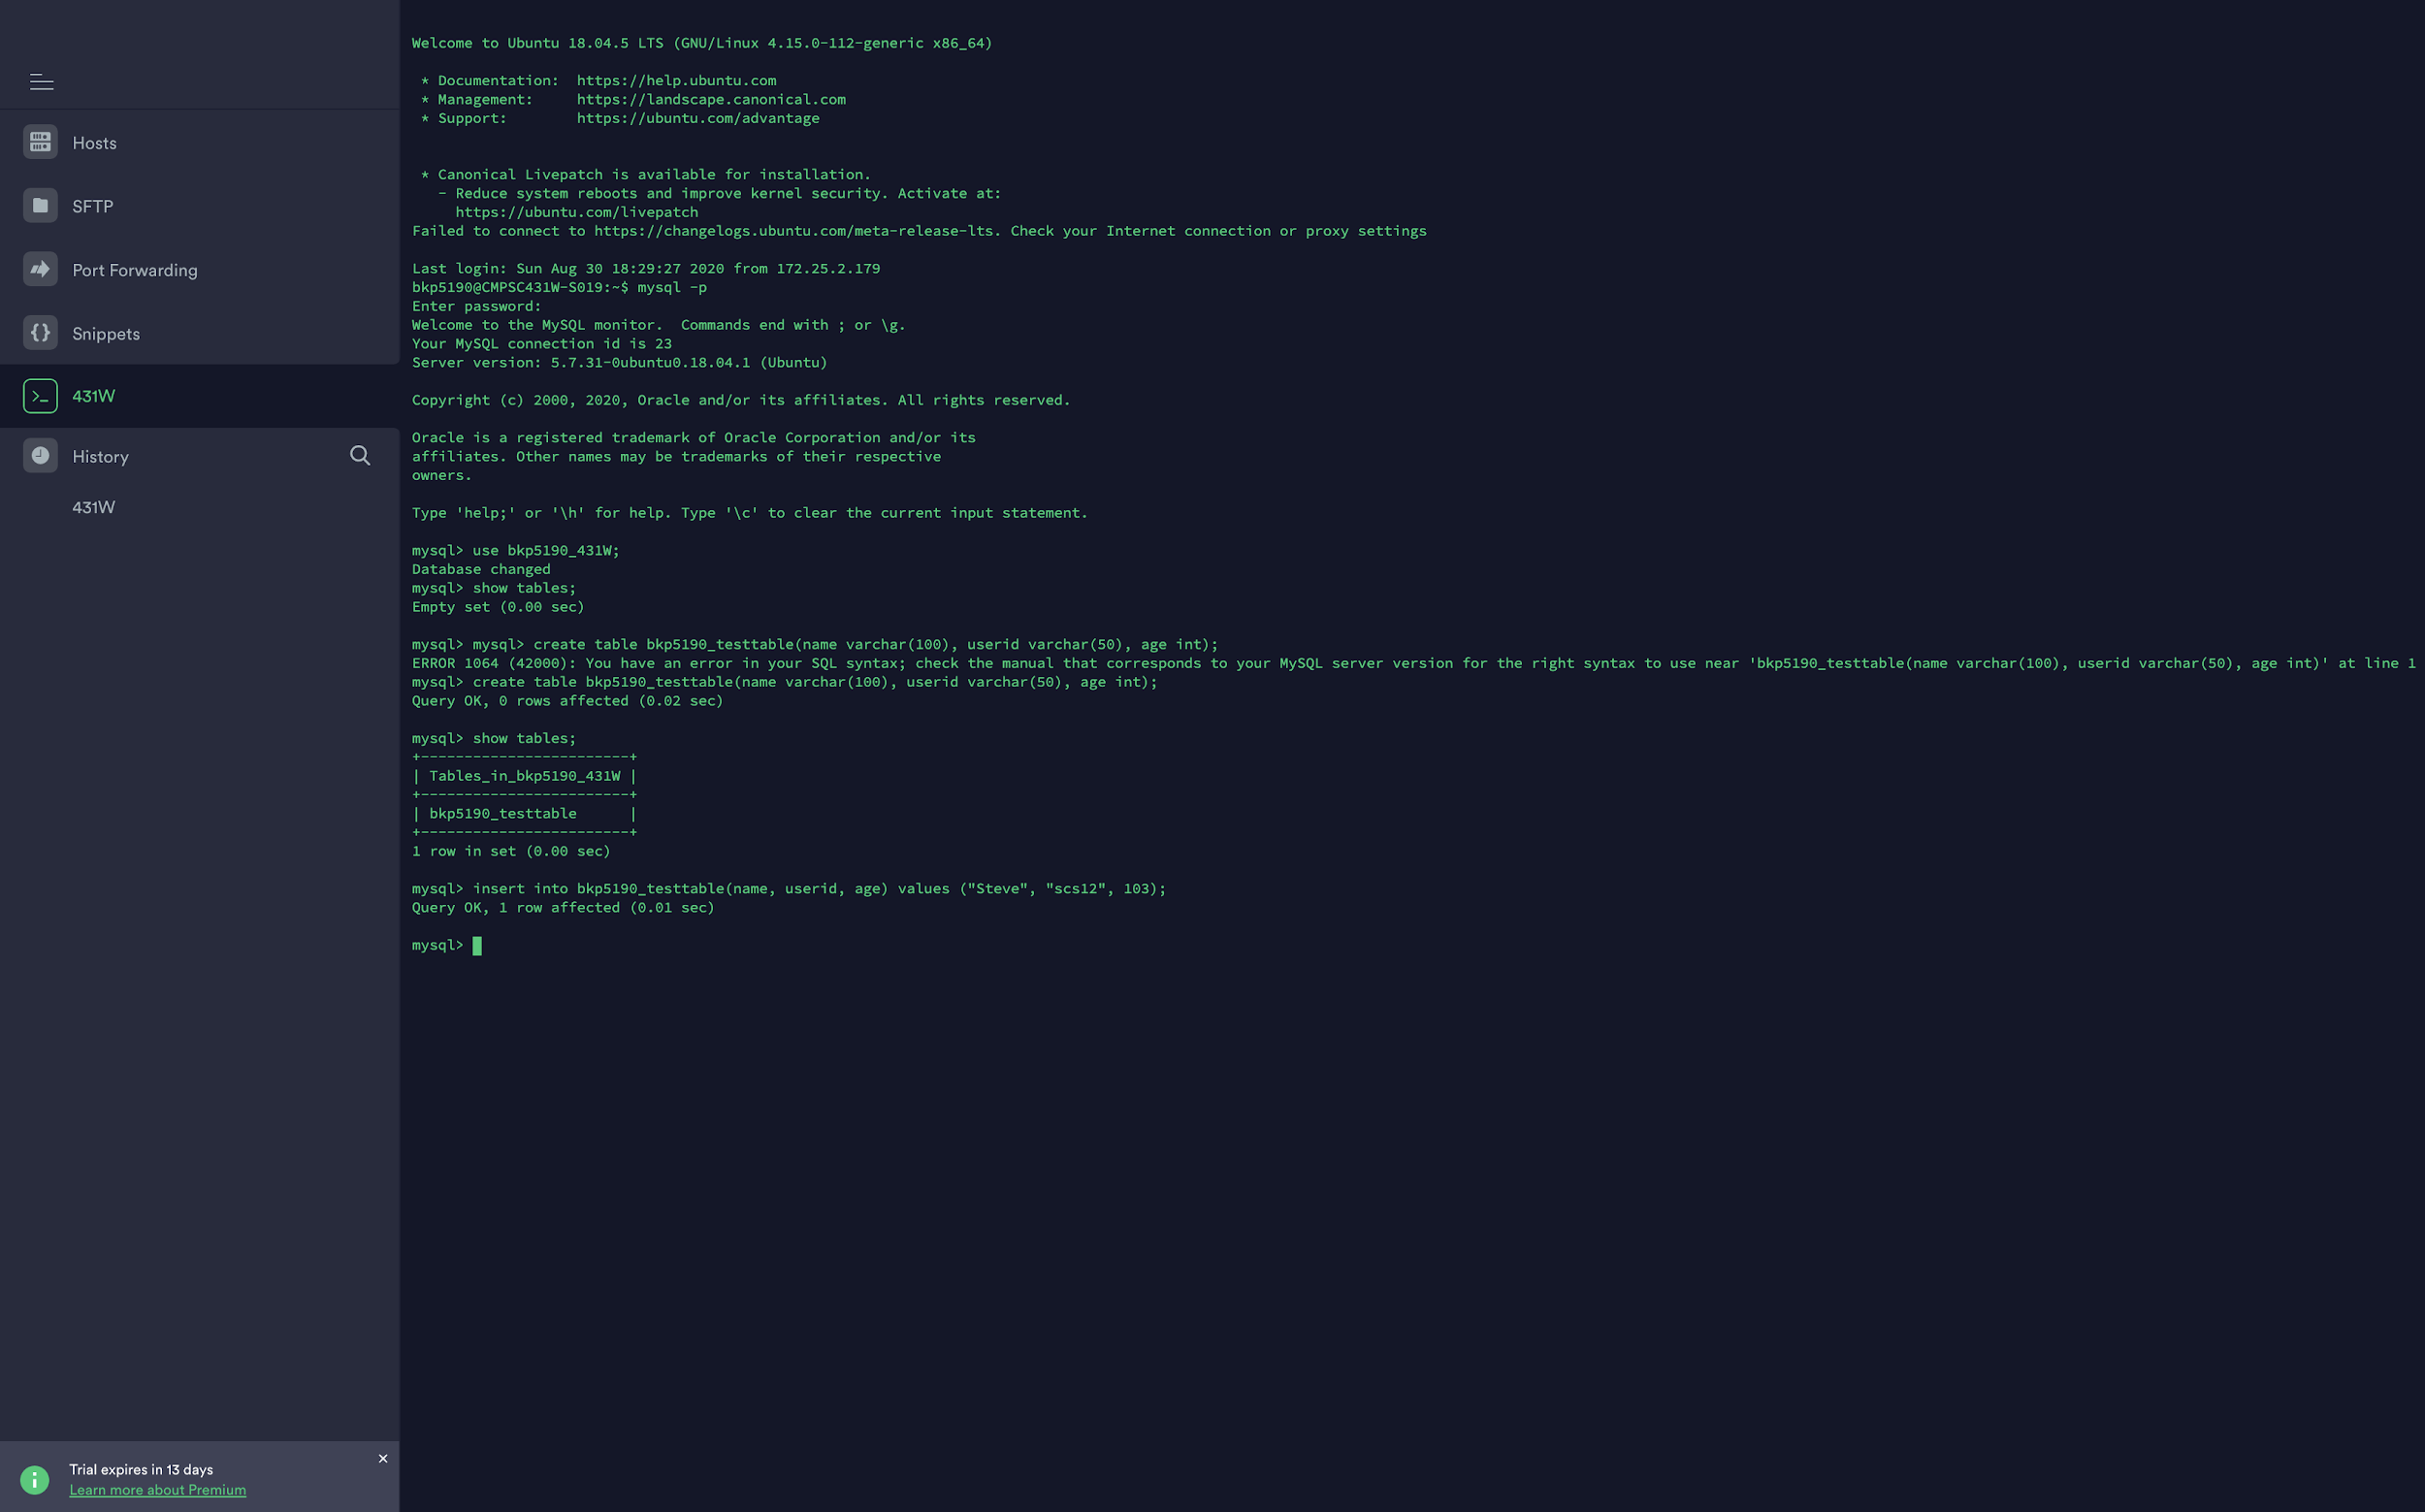 Hosts
SFTP
Port Forwarding
Snippets
431W
History
431W
Trial expires in 13 days
Learn more about Premium
Welcome to Ubuntu 18.04.5 LTS (GNU/Linux 4.15.0-112-generic x86_64)
* Documentation:  https://help.ubuntu.com
* Management:     https://landscape.canonical.com
* Support:        https://ubuntu.com/advantage
* Canonical Livepatch is available for installation.
- Reduce system reboots and improve kernel security. Activate at:
https://ubuntu.com/livepatch
Failed to connect to https://changelogs.ubuntu.com/meta-release-lts. Check your Internet connection or proxy settings
Last login: Sun Aug 30 18:29:27 2020 from 172.25.2.179
bkp5190@CMPSC431W-S019:~$ mysql -p
Enter password:
Welcome to the MySQL monitor.  Commands end with ; or \g.
Your MySQL connection id is 23
Server version: 5.7.31-0ubuntu0.18.04.1 (Ubuntu)
Copyright (c) 2000, 2020, Oracle and/or its affiliates. All rights reserved.
Oracle is a registered trademark of Oracle Corporation and/or its
affiliates. Other names may be trademarks of their respective
owners.
Type 'help;' or '\h' for help. Type '\c' to clear the current input statement.
mysql> use bkp5190_431W;
Database changed
mysql> show tables;
Empty set (0.00 sec)
mysql> mysql> create table bkp5190_testtable(name varchar(100), userid varchar(50), age int);
ERROR 1064 (42000): You have an error in your SQL syntax; check the manual that corresponds to your MySQL server version for the right syntax to use near 'bkp5190_testtable(name varchar(100), userid varchar(50), age int)' at line 1
mysql> create table bkp5190_testtable(name varchar(100), userid varchar(50), age int);
Query OK, 0 rows affected (0.02 sec)
mysql> show tables;
+------------------------+
| Tables_in_bkp5190_431W |
+------------------------+
| bkp5190_testtable      |
+------------------------+
1 row in set (0.00 sec)
mysql> insert into bkp5190_testtable(name, userid, age) values ("Steve", "scs12", 103);
Query OK, 1 row affected (0.01 sec)
mysql>